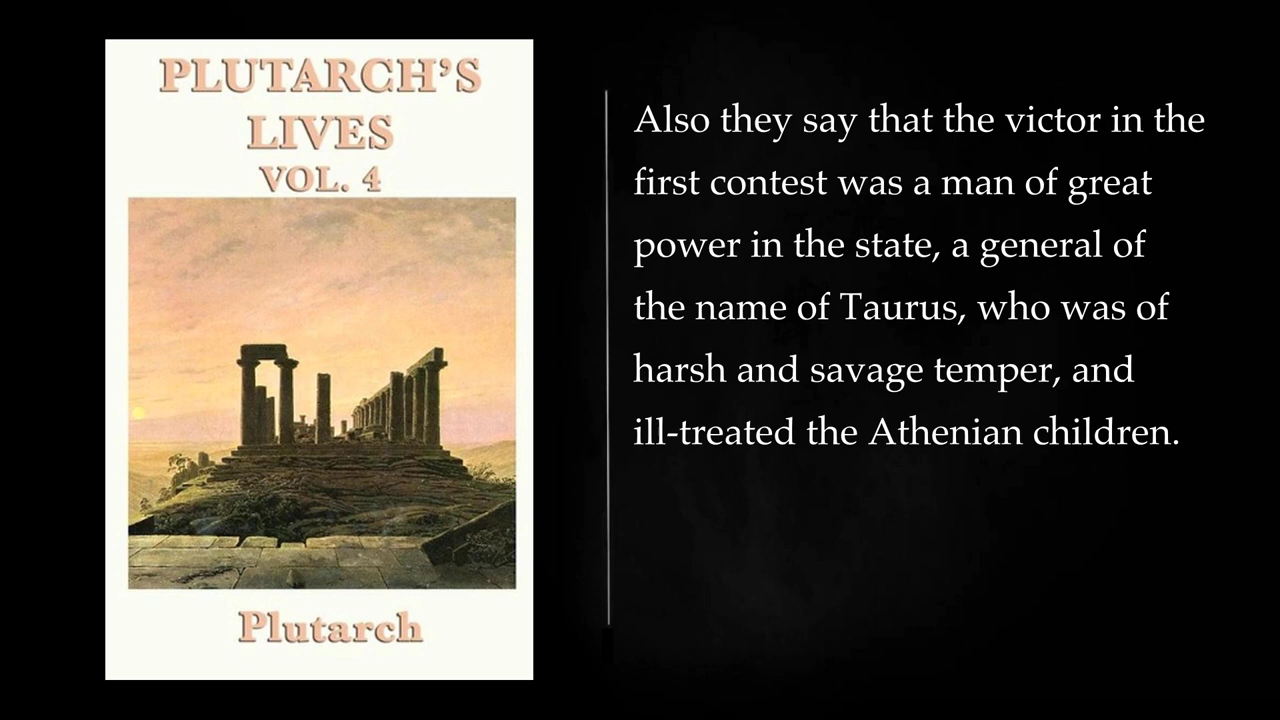 PLUTARCH'S
LIVES
VOL. 4
Plutarch
Also they say that the victor in the
first contest was a man of great
power in the state, a general of
the name of Taurus, who was of
harsh and savage temper, and
ill-treated the Athenian children.